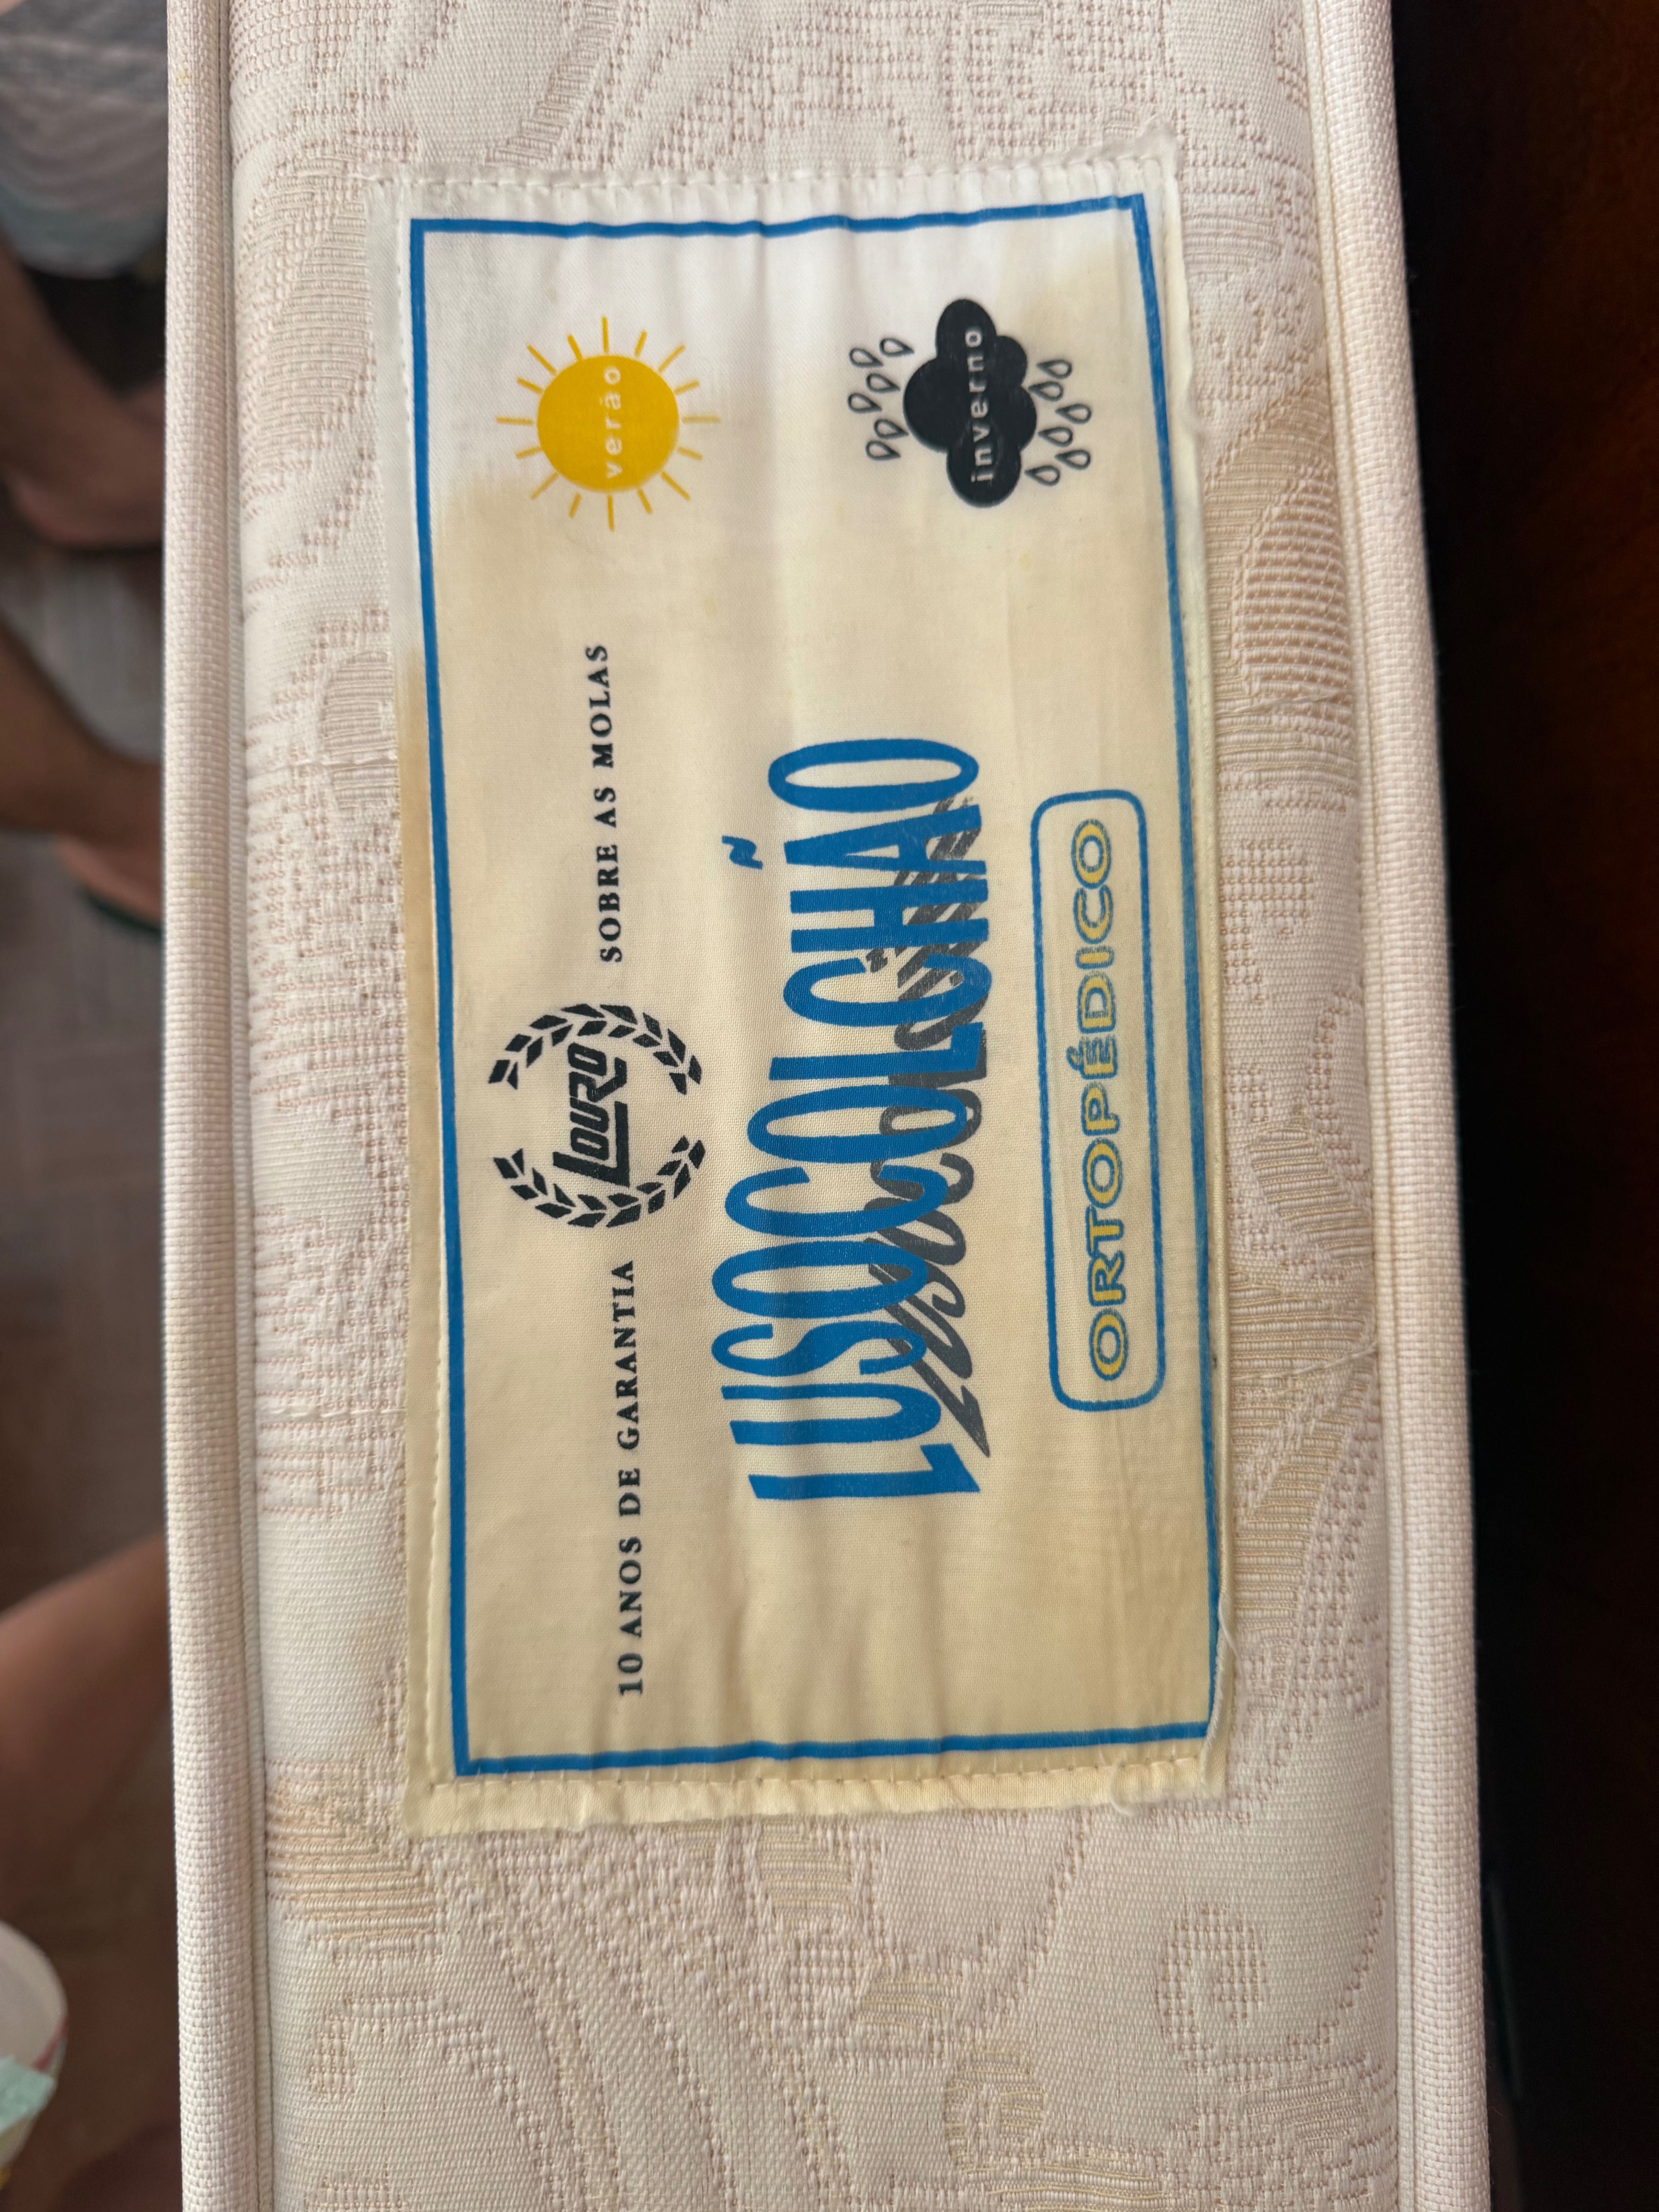 10 ANOS DE GARANTIA LOURO SOBRE AS MOLAS
verão
LUSOCOLCHÃO
inverno
ORTOPÉDICO